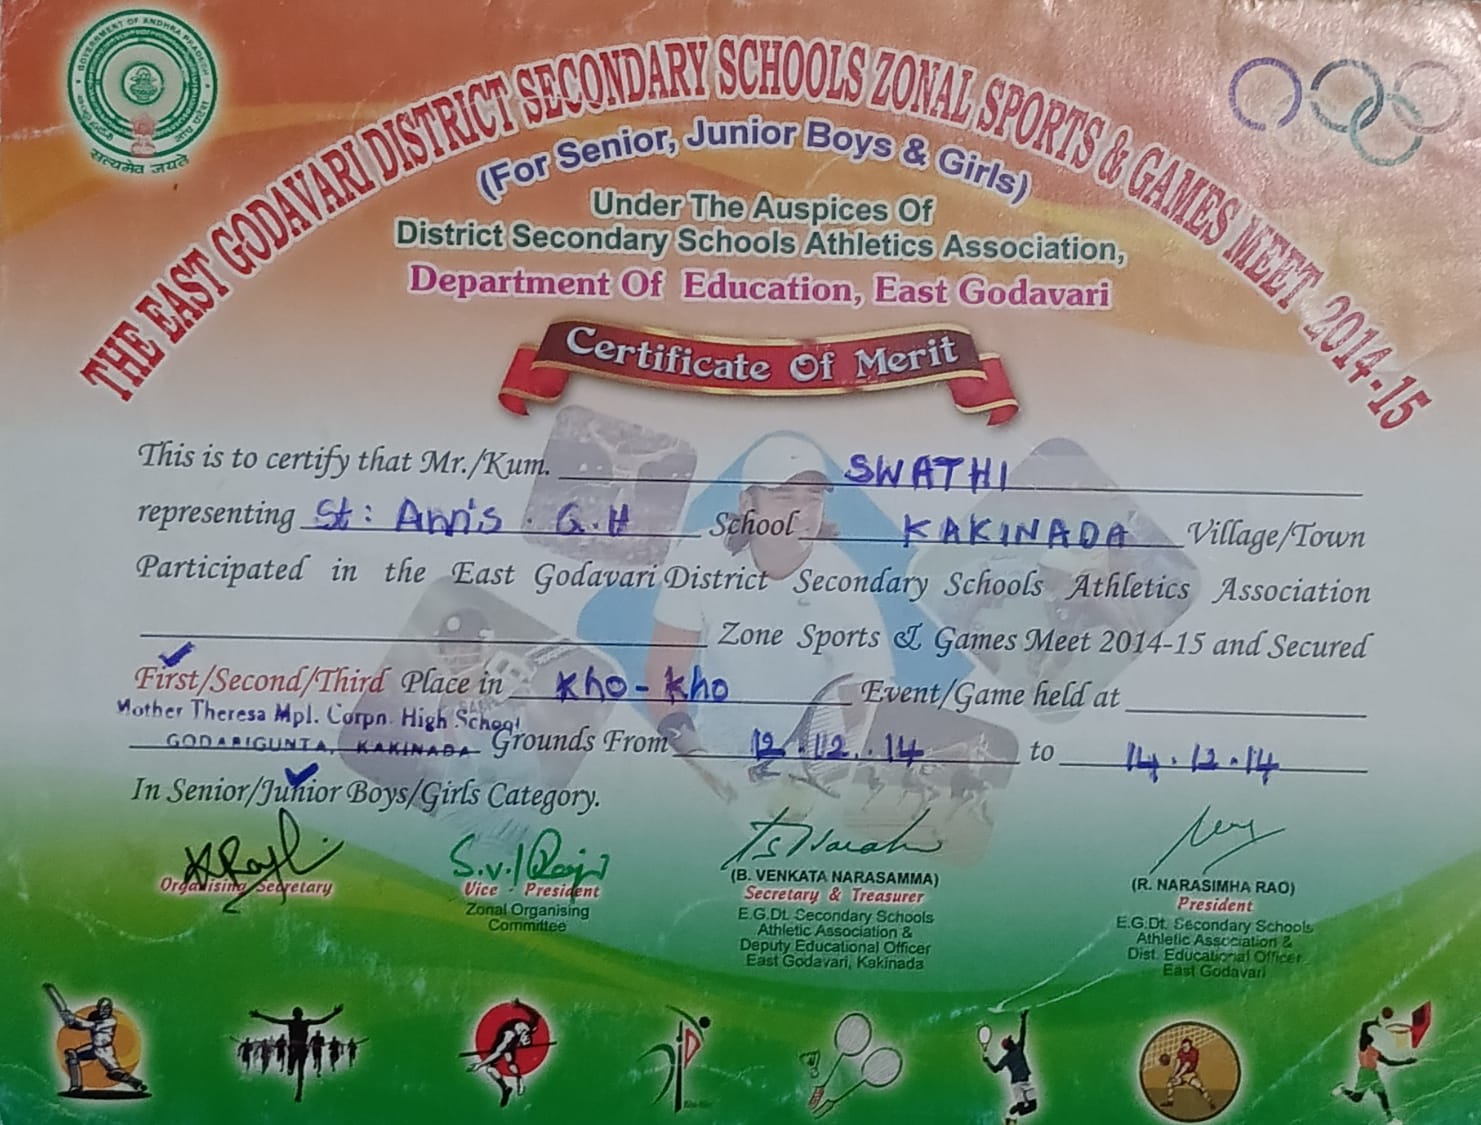 GOVERNMENT OF ANDHRA PRADESH
सत्यमेव जयते
THE EAST GODAVARI DISTRICT SECONDARY SCHOOLS ZONAL SPORTS & GAMES MEET 2014-15
(For Senior, Junior Boys & Girls)
Under The Auspices Of
District Secondary Schools Athletics Association,
Department Of Education, East Godavari
Certificate Of Merit
This is to certify that Mr./Kum. SWATHI
representing St: Ann's . G.H School KAKINADA Village/Town
Participated in the East Godavari District Secondary Schools Athletics Association
Zone Sports & Games Meet 2014-15 and Secured
First/Second/Third Place in Kho-Kho Event/Game held at
Mother Theresa Mpl. Corpn. High School
GODARIGUNTA, KAKINADA Grounds From 12.12.14 to 14.12.14
In Senior/Junior Boys/Girls Category.
Organising Secretary
Vice - President
Zonal Organising
Committee
(B. VENKATA NARASAMMA)
Secretary & Treasurer
E.G.Dt. Secondary Schools
Athletic Association &
Deputy Educational Officer
East Godavari, Kakinada
(R. NARASIMHA RAO)
President
E.G.Dt. Secondary Schools
Athletic Association &
Dist. Educational Officer
East Godavari